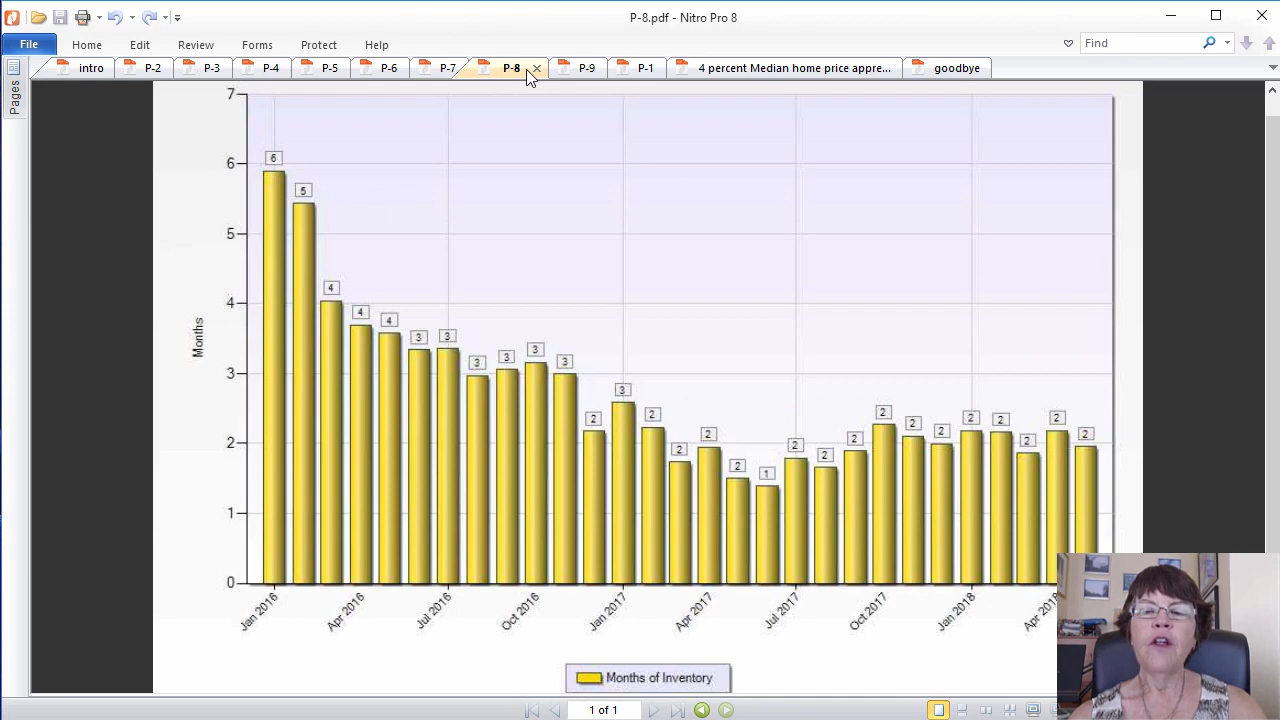 P-8.pdf - Nitro Pro 8
File Home Edit Review Forms Protect Help Find
intro P-2 P-3 P-4 P-5 P-6 P-7 P-8 P-9 P-1 4 percent Median home price appre... goodbye
Pages
Months
7
6
5
4
3
2
1
0
6 5 4 4 4 3 3 3 3 3 3 2 3 2 2 2 2 1 2 2 2 2 2 2 2 2 2 2 2
Jan 2016 Apr 2016 Jul 2016 Oct 2016 Jan 2017 Apr 2017 Jul 2017 Oct 2017 Jan 2018 Apr 2018
Months of Inventory
1 of 1